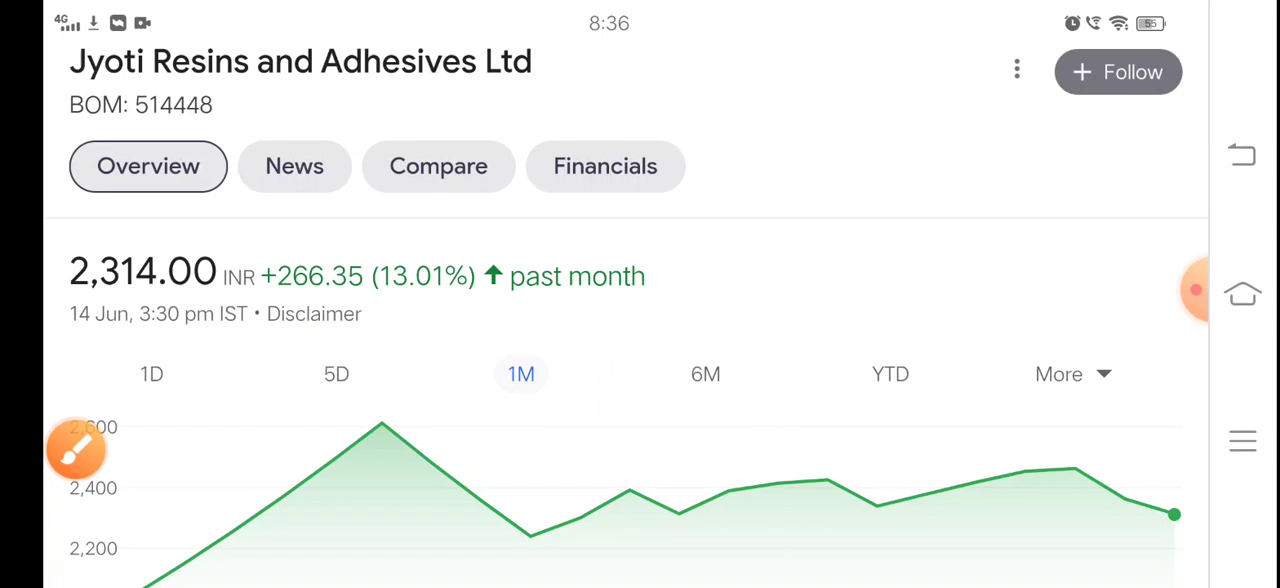 4G 8:36 55
Jyoti Resins and Adhesives Ltd
+ Follow
BOM: 514448
Overview News Compare Financials
2,314.00 INR +266.35 (13.01%) ↑ past month
14 Jun, 3:30 pm IST • Disclaimer
1D 5D 1M 6M YTD More
2,600
2,400
2,200